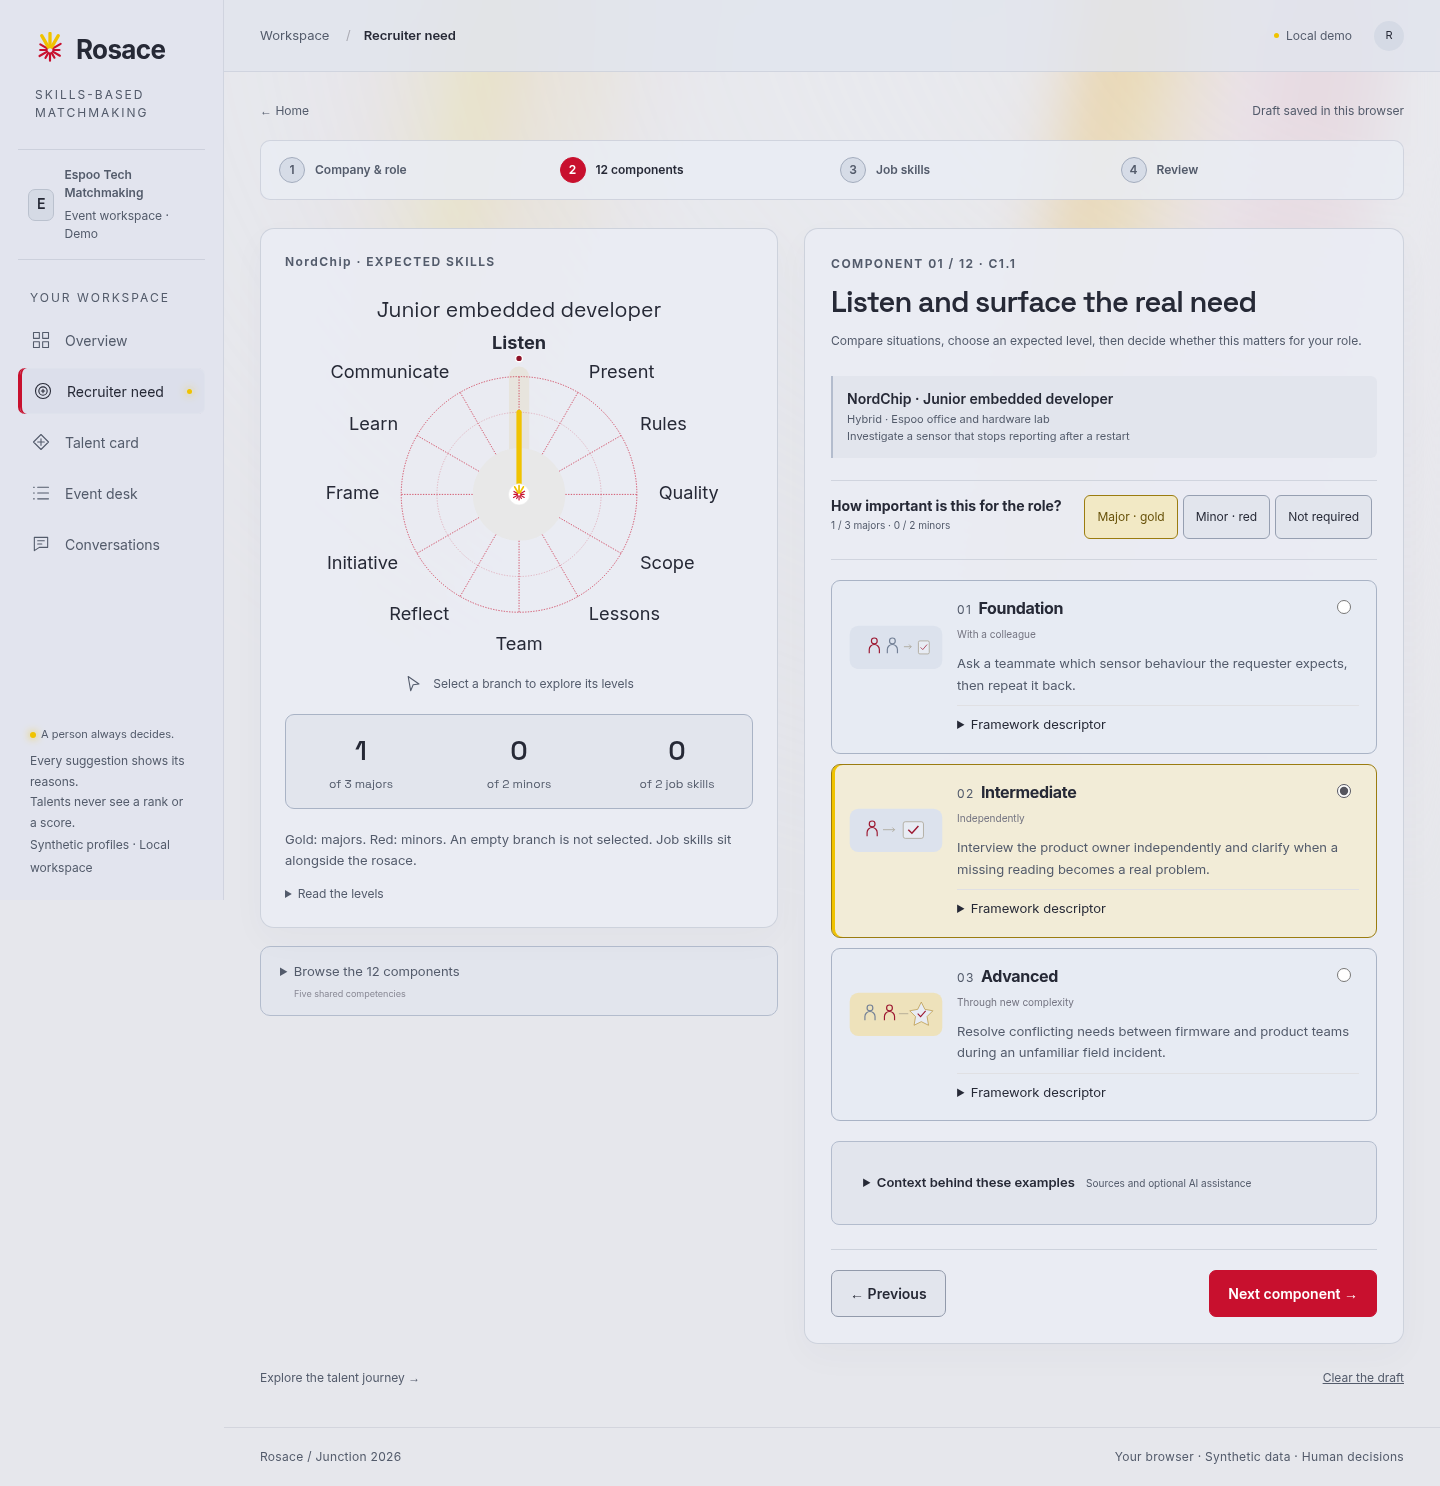 Rosace
SKILLS-BASED
MATCHMAKING
E
Espoo Tech
Matchmaking
Event workspace ·
Demo
YOUR WORKSPACE
Overview
Recruiter need
Talent card
Event desk
Conversations
A person always decides.
Every suggestion shows its
reasons.
Talents never see a rank or
a score.
Synthetic profiles · Local
workspace
Workspace / Recruiter need
Local demo
R
← Home
Draft saved in this browser
1 Company & role
2 12 components
3 Job skills
4 Review
NordChip · EXPECTED SKILLS
Junior embedded developer
Listen
Communicate
Present
Learn
Rules
Frame
Quality
Initiative
Scope
Reflect
Lessons
Team
Select a branch to explore its levels
1
of 3 majors
0
of 2 minors
0
of 2 job skills
Gold: majors. Red: minors. An empty branch is not selected. Job skills sit
alongside the rosace.
▶ Read the levels
▶ Browse the 12 components
Five shared competencies
COMPONENT 01 / 12 · C1.1
Listen and surface the real need
Compare situations, choose an expected level, then decide whether this matters for your role.
NordChip · Junior embedded developer
Hybrid · Espoo office and hardware lab
Investigate a sensor that stops reporting after a restart
How important is this for the role?
1 / 3 majors · 0 / 2 minors
Major · gold
Minor · red
Not required
01 Foundation
With a colleague
Ask a teammate which sensor behaviour the requester expects,
then repeat it back.
▶ Framework descriptor
02 Intermediate
Independently
Interview the product owner independently and clarify when a
missing reading becomes a real problem.
▶ Framework descriptor
03 Advanced
Through new complexity
Resolve conflicting needs between firmware and product teams
during an unfamiliar field incident.
▶ Framework descriptor
▶ Context behind these examples Sources and optional AI assistance
← Previous
Next component →
Explore the talent journey →
Clear the draft
Rosace / Junction 2026
Your browser · Synthetic data · Human decisions